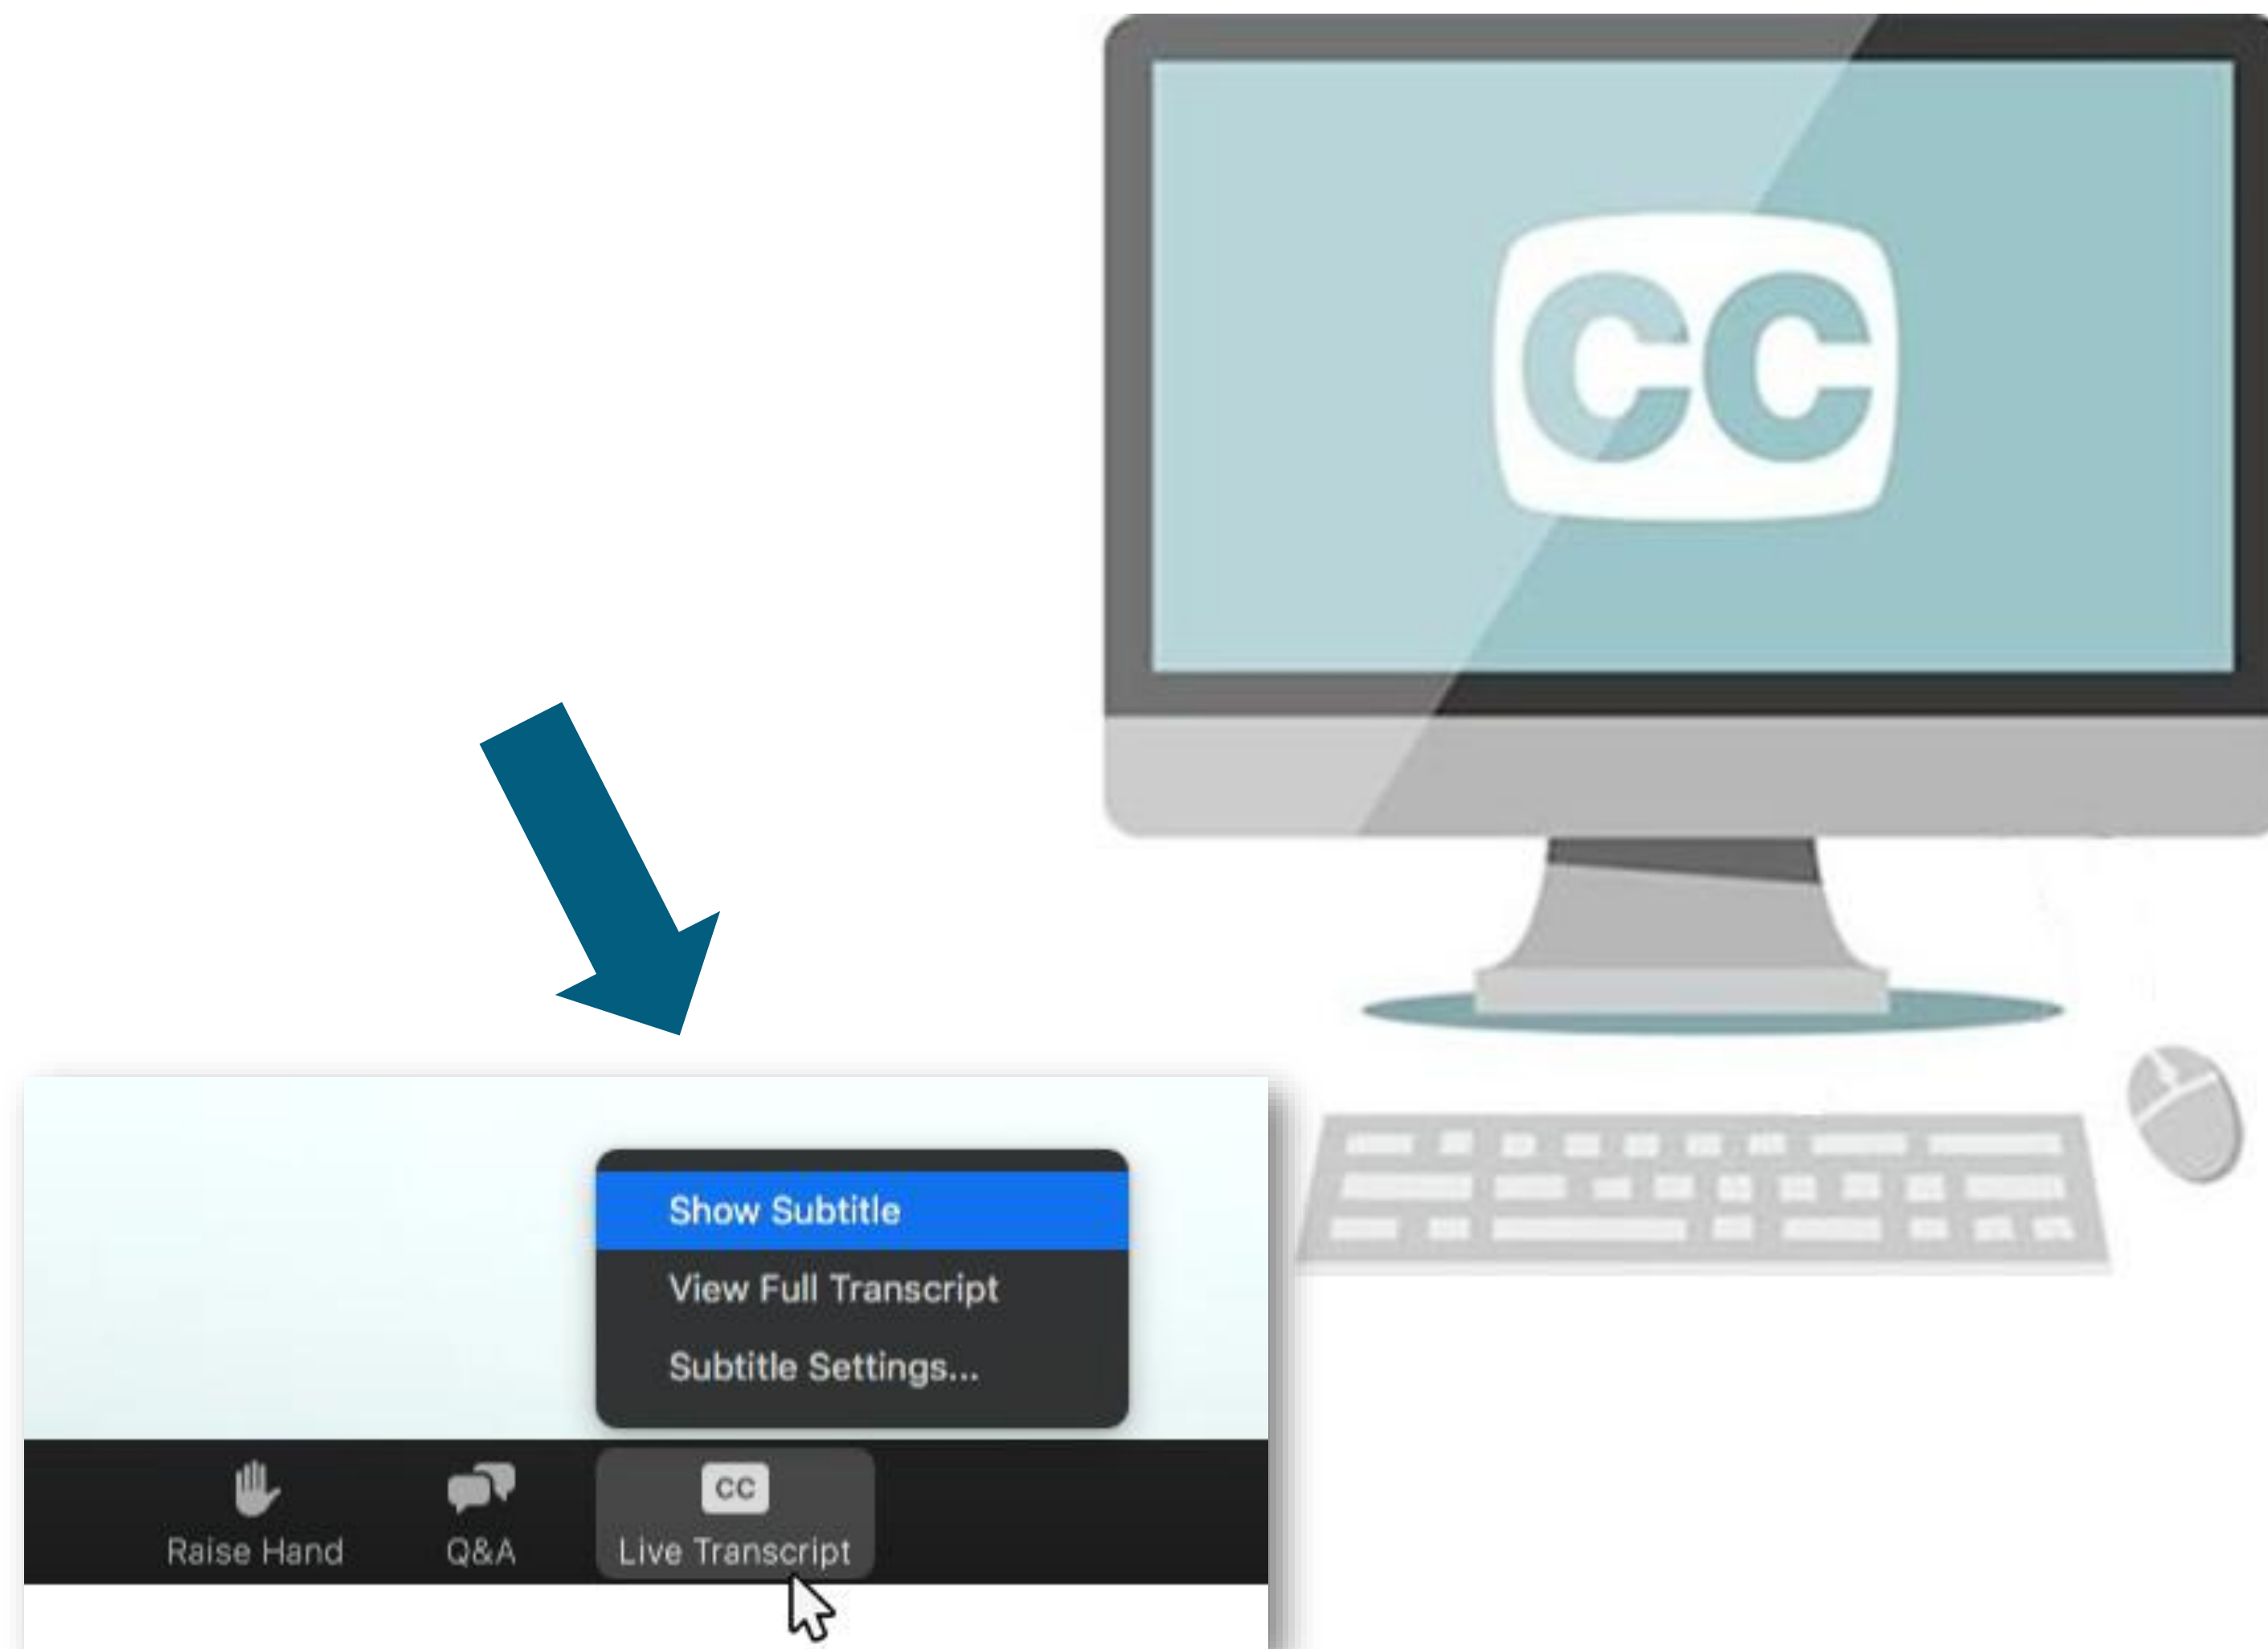 CC
Show Subtitle
View Full Transcript
Subtitle Settings...
Raise Hand
Q&A
CC
Live Transcript